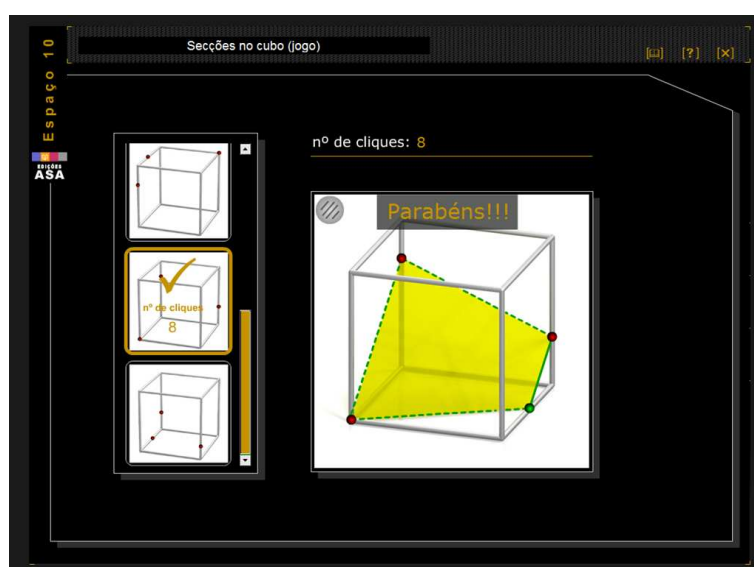 Espaço 10
Secções no cubo (jogo)
[?] [×]
EDIÇÕES
ASA
nº de cliques: 8
Parabéns!!!
nº de cliques
8